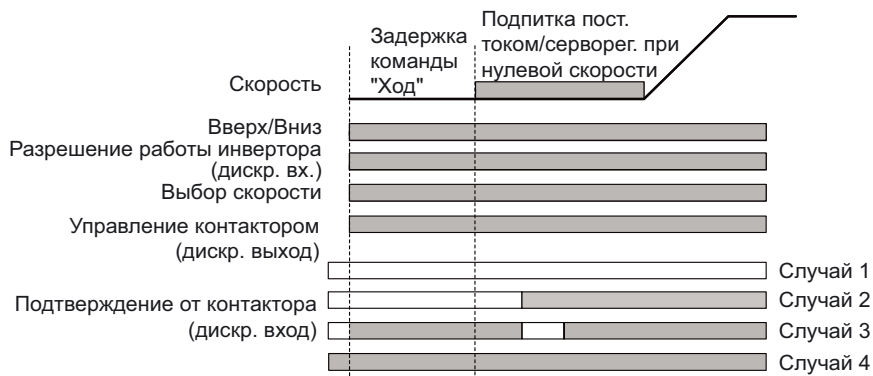 Задержка
команды
"Ход"
Подпитка пост.
током/серворег. при
нулевой скорости
Скорость
Вверх/Вниз
Разрешение работы инвертора
(дискр. вх.)
Выбор скорости
Управление контактором
(дискр. выход)
Подтверждение от контактора
(дискр. вход)
Случай 1
Случай 2
Случай 3
Случай 4